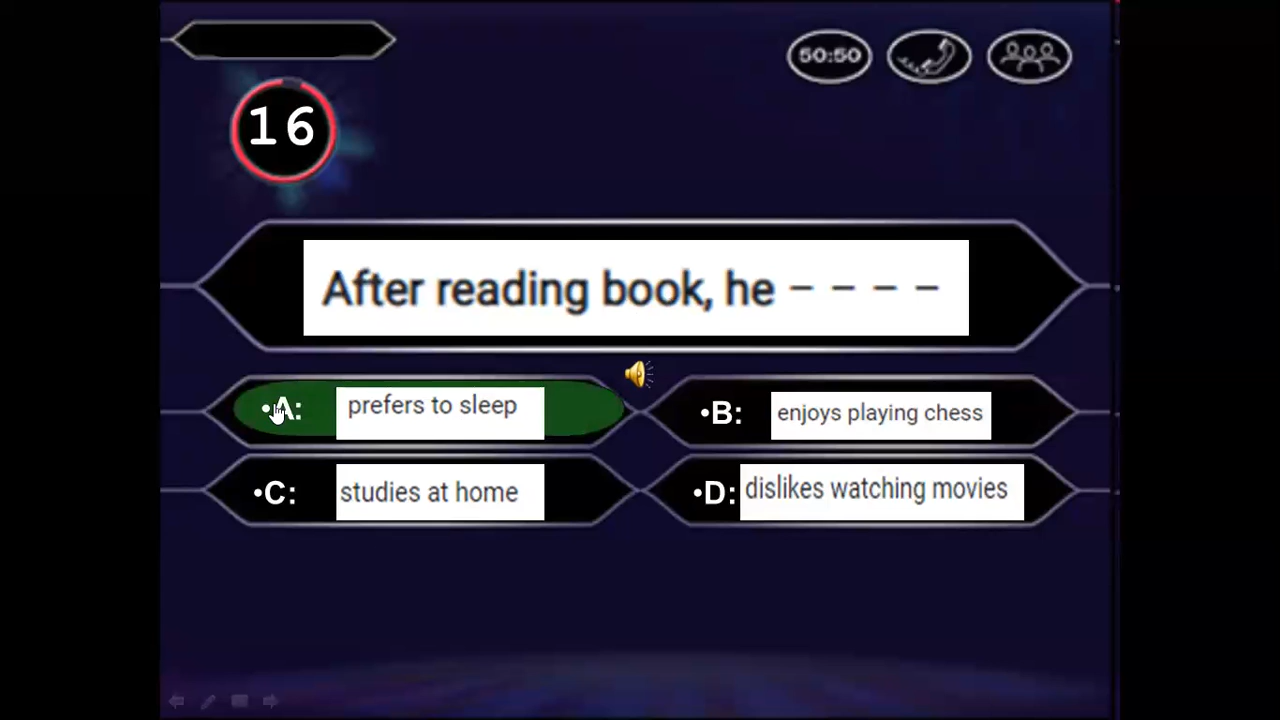 50:50
16
After reading book, he – – – –
•A: prefers to sleep
•B: enjoys playing chess
•C: studies at home
•D: dislikes watching movies